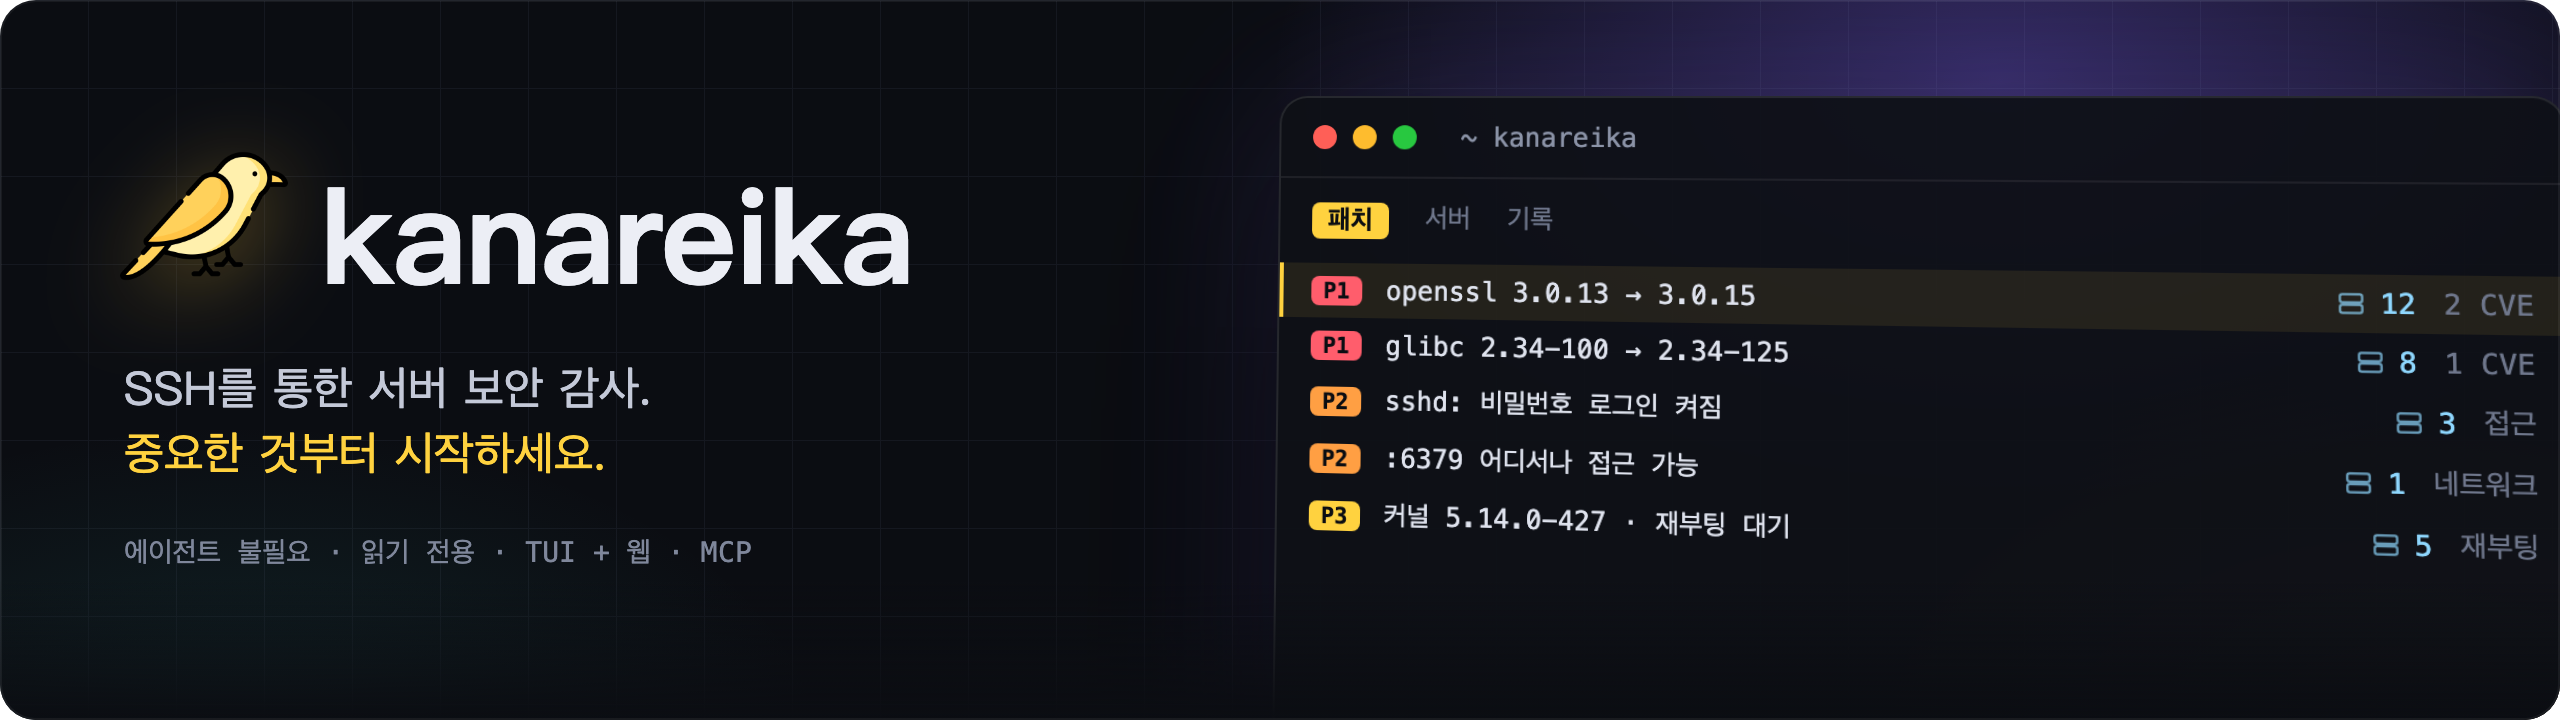 kanareika
SSH를 통한 서버 보안 감사.
중요한 것부터 시작하세요.
에이전트 불필요 · 읽기 전용 · TUI + 웹 · MCP
~ kanareika
패치 서버 기록
P1 openssl 3.0.13 → 3.0.15 12 2 CVE
P1 glibc 2.34-100 → 2.34-125 8 1 CVE
P2 sshd: 비밀번호 로그인 켜짐 3 접근
P2 :6379 어디서나 접근 가능 1 네트워크
P3 커널 5.14.0-427 · 재부팅 대기 5 재부팅